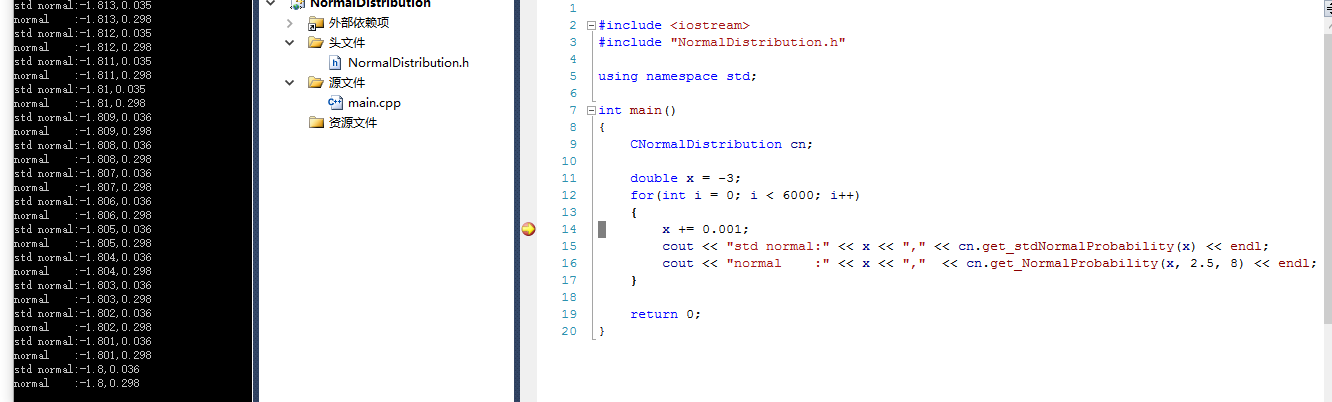 std normal:-1.813,0.035
normal    :-1.813,0.298
std normal:-1.812,0.035
normal    :-1.812,0.298
std normal:-1.811,0.035
normal    :-1.811,0.298
std normal:-1.81,0.035
normal    :-1.81,0.298
std normal:-1.809,0.036
normal    :-1.809,0.298
std normal:-1.808,0.036
normal    :-1.808,0.298
std normal:-1.807,0.036
normal    :-1.807,0.298
std normal:-1.806,0.036
normal    :-1.806,0.298
std normal:-1.805,0.036
normal    :-1.805,0.298
std normal:-1.804,0.036
normal    :-1.804,0.298
std normal:-1.803,0.036
normal    :-1.803,0.298
std normal:-1.802,0.036
normal    :-1.802,0.298
std normal:-1.801,0.036
normal    :-1.801,0.298
std normal:-1.8,0.036
normal    :-1.8,0.298
NormalDistribution
外部依赖项
头文件
h NormalDistribution.h
源文件
C++ main.cpp
资源文件
1
2 #include <iostream>
3 #include "NormalDistribution.h"
4
5 using namespace std;
6
7 int main()
8 {
9     CNormalDistribution cn;
10
11     double x = -3;
12     for(int i = 0; i < 6000; i++)
13     {
14         x += 0.001;
15         cout << "std normal:" << x << "," << cn.get_stdNormalProbability(x) << endl;
16         cout << "normal    :" << x << ","  << cn.get_NormalProbability(x, 2.5, 8) << endl;
17     }
18
19     return 0;
20 }